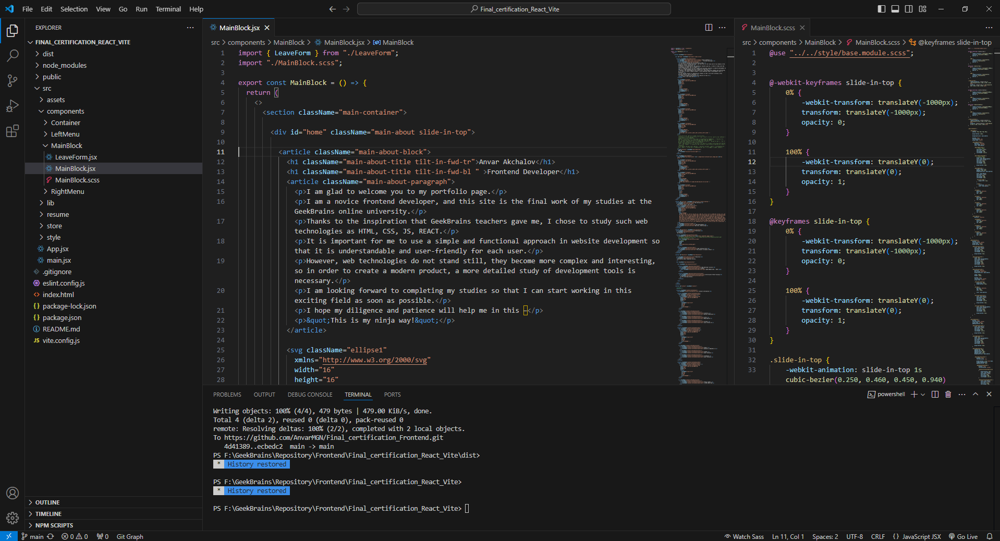 File Edit Selection View Go Run Terminal Help
Final_certification_React_Vite
EXPLORER
FINAL_CERTIFICATION_REACT_VITE
dist
node_modules
public
src
assets
components
Container
LeftMenu
MainBlock
LeaveForm.jsx
MainBlock.jsx
MainBlock.scss
RightMenu
lib
resume
store
style
App.jsx
main.jsx
.gitignore
eslint.config.js
index.html
package-lock.json
package.json
README.md
vite.config.js
OUTLINE
TIMELINE
NPM SCRIPTS
MainBlock.jsx
src > components > MainBlock > MainBlock.jsx > MainBlock
1 import { LeaveForm } from "./LeaveForm";
2 import "./MainBlock.scss";
3
4 export const MainBlock = () => {
5 return (
6 <>
7 <section className="main-container">
8
9 <div id="home" className="main-about slide-in-top">
10
11 <article className="main-about-block">
12 <h1 className="main-about-title tilt-in-fwd-tr">Anvar Akchalov</h1>
13 <h1 className="main-about-title tilt-in-fwd-bl " >Frontend Developer</h1>
14 <article className="main-about-paragraph">
15 <p>I am glad to welcome you to my portfolio page.</p>
16 <p>I am a novice frontend developer, and this site is the final work of my studies at the
GeekBrains online university.</p>
17 <p>Thanks to the inspiration that GeekBrains teachers gave me, I chose to study such web
technologies as HTML, CSS, JS, REACT.</p>
18 <p>It is important for me to use a simple and functional approach in website development so
that it is understandable and user-friendly for each user.</p>
19 <p>However, web technologies do not stand still, they become more complex and interesting,
so in order to create a modern product, a more detailed study of development tools is
necessary.</p>
20 <p>I am looking forward to completing my studies so that I can start working in this
exciting field as soon as possible.</p>
21 <p>I hope my diligence and patience will help me in this –</p>
22 <p>&quot;This is my ninja way!&quot;</p>
23 </article>
24
25 <svg className="ellipse1"
26 xmlns="http://www.w3.org/2000/svg"
27 width="16"
28 height="16"
MainBlock.scss
src > components > MainBlock > MainBlock.scss > @keyframes slide-in-top
1 @use "../../style/base.module.scss";
2
3
4 @-webkit-keyframes slide-in-top {
5 0% {
6 -webkit-transform: translateY(-1000px);
7 transform: translateY(-1000px);
8 opacity: 0;
9 }
10
11 100% {
12 -webkit-transform: translateY(0);
13 transform: translateY(0);
14 opacity: 1;
15 }
16 }
17
18 @keyframes slide-in-top {
19 0% {
20 -webkit-transform: translateY(-1000px);
21 transform: translateY(-1000px);
22 opacity: 0;
23 }
24
25 100% {
26 -webkit-transform: translateY(0);
27 transform: translateY(0);
28 opacity: 1;
29 }
30 }
31
32 .slide-in-top {
33 -webkit-animation: slide-in-top 1s
cubic-bezier(0.250, 0.460, 0.450, 0.940)
PROBLEMS OUTPUT DEBUG CONSOLE TERMINAL PORTS
powershell
Writing objects: 100% (4/4), 479 bytes | 479.00 KiB/s, done.
Total 4 (delta 2), reused 0 (delta 0), pack-reused 0
remote: Resolving deltas: 100% (2/2), completed with 2 local objects.
To https://github.com/AnvarMGN/Final_certification_Frontend.git
4d41389..ecbedc2 main -> main
PS F:\GeekBrains\Repository\Frontend\Final_certification_React_Vite\dist>
* History restored
PS F:\GeekBrains\Repository\Frontend\Final_certification_React_Vite>
* History restored
PS F:\GeekBrains\Repository\Frontend\Final_certification_React_Vite>
main 0 0 0 Git Graph
Watch Sass Ln 11, Col 1 Spaces: 2 UTF-8 CRLF {} JavaScript JSX Go Live